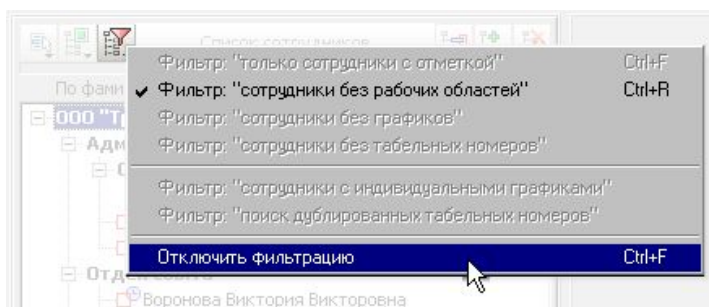 Список сотрудников
Фильтр: "только сотрудники с отметкой" Ctrl+F
По фами
Фильтр: "сотрудники без рабочих областей" Ctrl+R
ООО "Т
Фильтр: "сотрудники без графиков"
Адм
Фильтр: "сотрудники без табельных номеров"
Фильтр: "сотрудники с индивидуальными графиками"
Фильтр: "поиск дублированных табельных номеров"
Отключить фильтрацию Ctrl+F
Воронова Виктория Викторовна